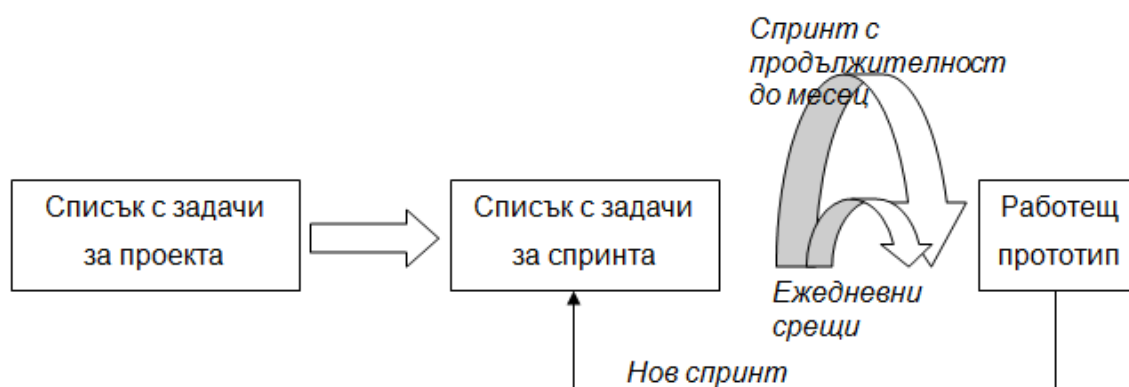 Спринт с
продължителност
до месец
Списък с задачи
за проекта
Списък с задачи
за спринта
Работещ
прототип
Ежедневни
срещи
Нов спринт